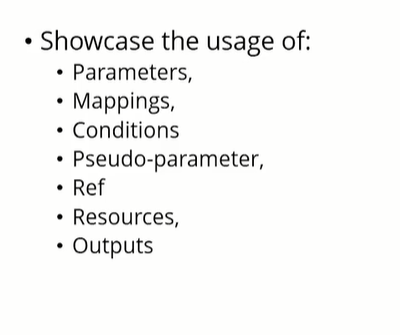 • Showcase the usage of:
• Parameters,
• Mappings,
• Conditions
• Pseudo-parameter,
• Ref
• Resources,
• Outputs